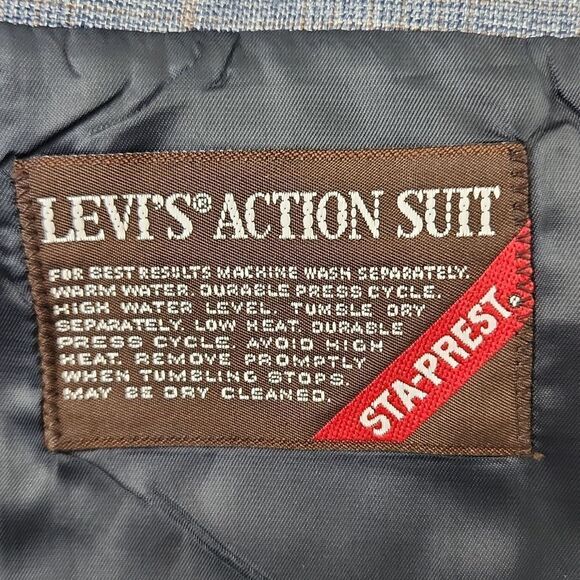 LEVI'S® ACTION SUIT
FOR BEST RESULTS MACHINE WASH SEPARATELY.
WARM WATER. DURABLE PRESS CYCLE.
HIGH WATER LEVEL. TUMBLE DRY
SEPARATELY. LOW HEAT. DURABLE
PRESS CYCLE. AVOID HIGH
HEAT. REMOVE PROMPTLY
WHEN TUMBLING STOPS.
MAY BE DRY CLEANED.
STA-PREST®